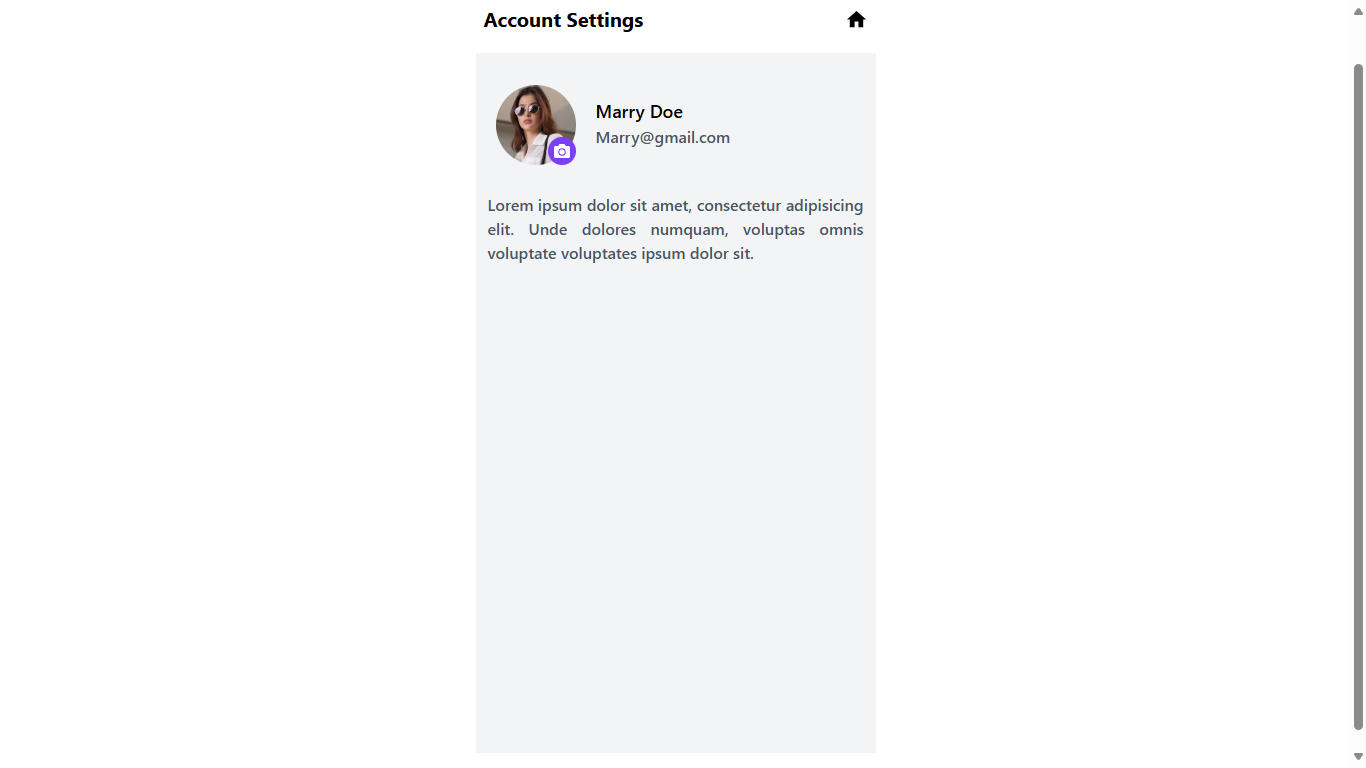 Account Settings
Marry Doe
Marry@gmail.com
Lorem ipsum dolor sit amet, consectetur adipisicing
elit. Unde dolores numquam, voluptas omnis
voluptate voluptates ipsum dolor sit.